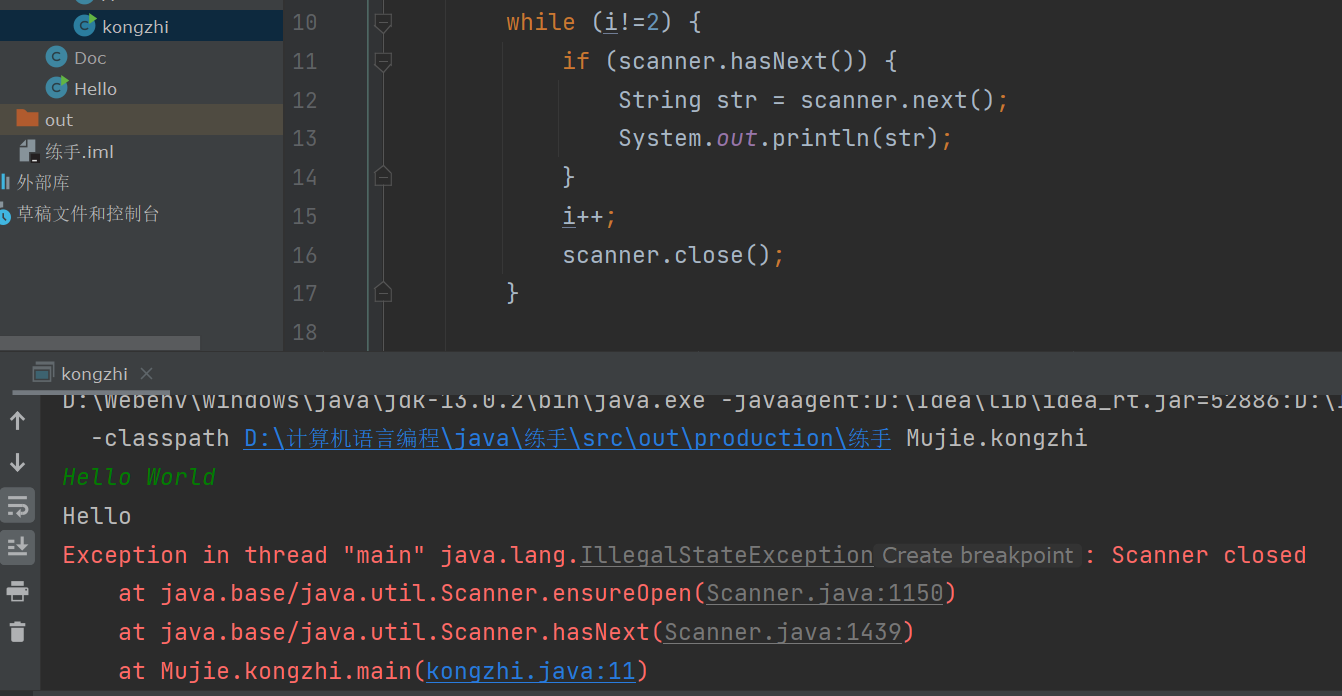 kongzhi
Doc
Hello
out
练手.iml
外部库
草稿文件和控制台
10 while (i!=2) {
11 if (scanner.hasNext()) {
12 String str = scanner.next();
13 System.out.println(str);
14 }
15 i++;
16 scanner.close();
17 }
18
kongzhi
D:\Webenv\Windows\java\jdk-13.0.2\bin\java.exe -javaagent:D:\Idea\lib\idea_rt.jar=52886:D:\
-classpath D:\计算机语言编程\java\练手\src\out\production\练手 Mujie.kongzhi
Hello World
Hello
Exception in thread "main" java.lang.IllegalStateException Create breakpoint : Scanner closed
at java.base/java.util.Scanner.ensureOpen(Scanner.java:1150)
at java.base/java.util.Scanner.hasNext(Scanner.java:1439)
at Mujie.kongzhi.main(kongzhi.java:11)